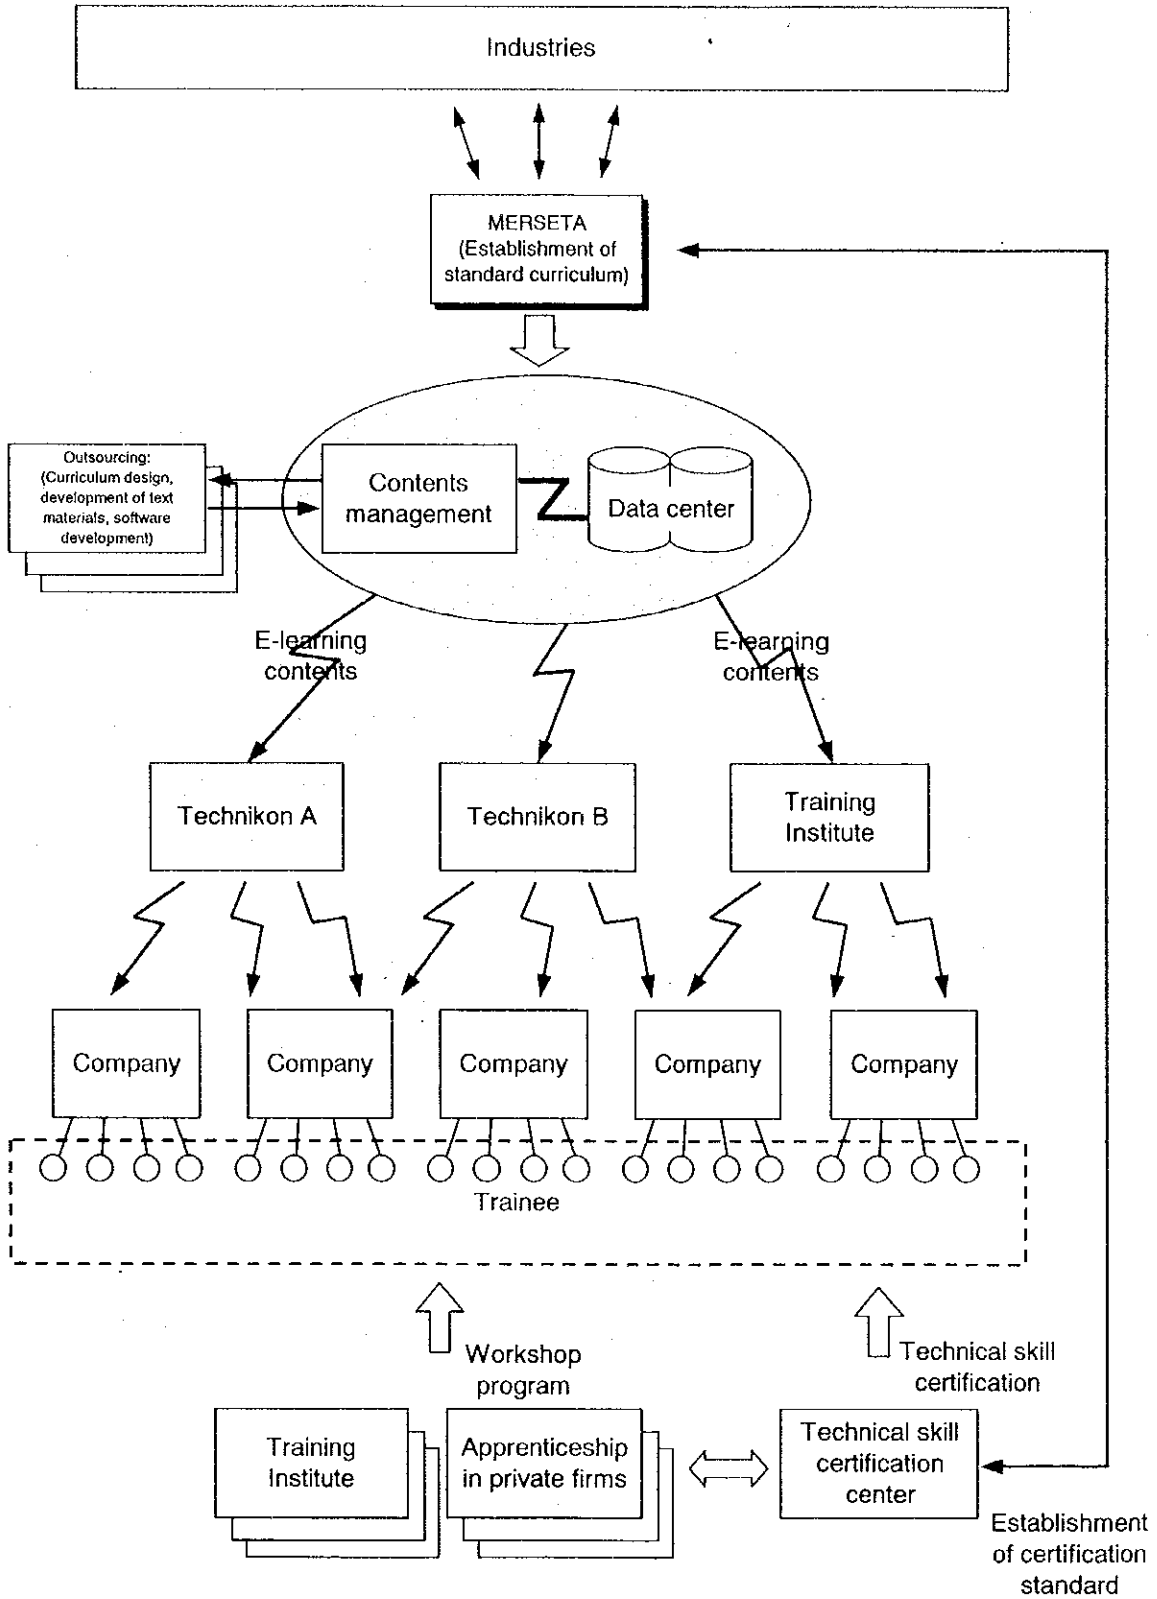 Industries
MERSETA
(Establishment of
standard curriculum)
Outsourcing:
(Curriculum design,
development of text
materials, software
development)
Contents
management
Data center
E-learning
contents
E-learning
contents
Technikon A
Technikon B
Training
Institute
Company
Company
Company
Company
Company
Trainee
Workshop
program
Technical skill
certification
Training
Institute
Apprenticeship
in private firms
Technical skill
certification
center
Establishment
of certification
standard